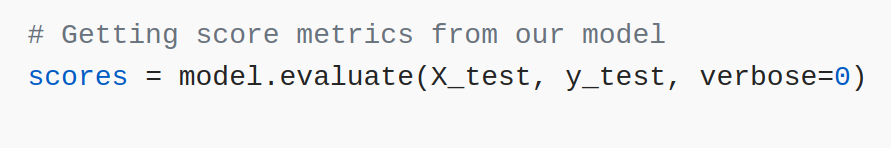 # Getting score metrics from our model
scores = model.evaluate(X_test, y_test, verbose=0)